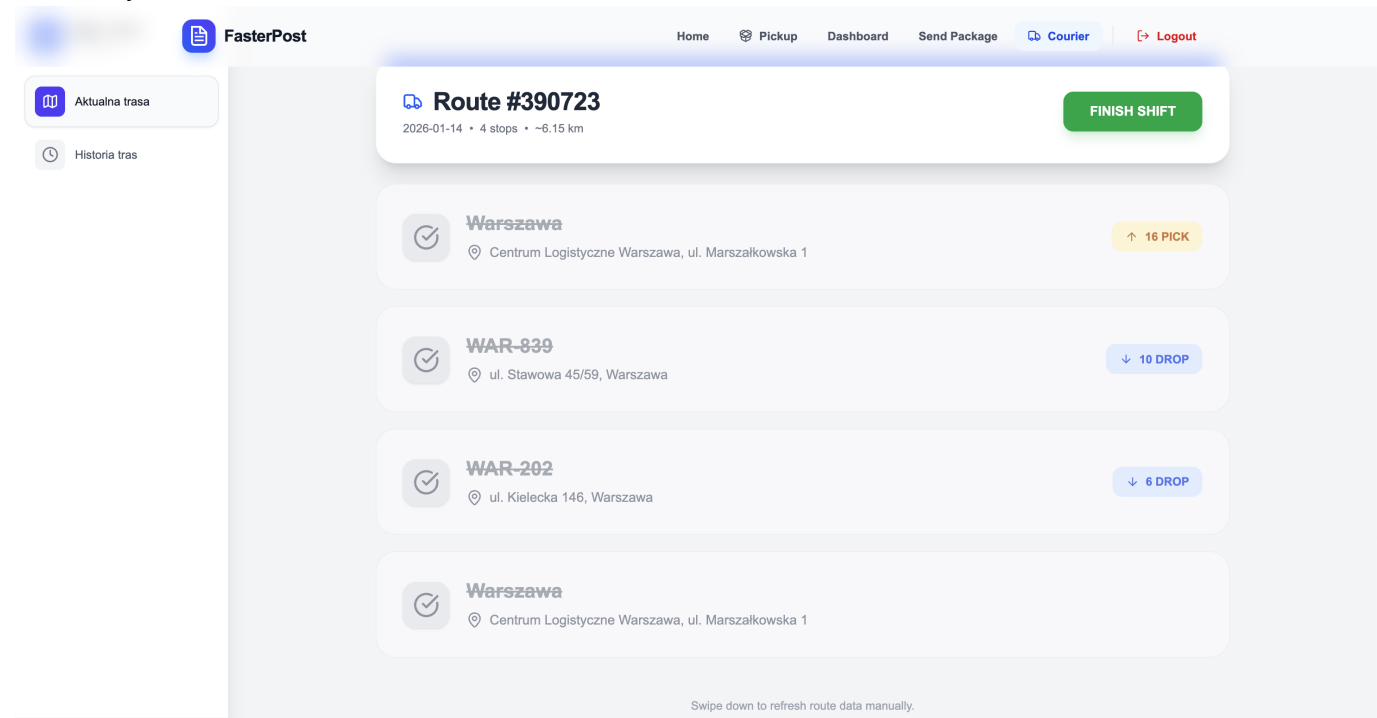 FasterPost
Home Pickup Dashboard Send Package Courier Logout
Aktualna trasa
Historia tras
Route #390723
2026-01-14 • 4 stops • ~6.15 km
FINISH SHIFT
Warszawa
Centrum Logistyczne Warszawa, ul. Marszałkowska 1
↑ 16 PICK
WAR-839
ul. Stawowa 45/59, Warszawa
↓ 10 DROP
WAR-202
ul. Kielecka 146, Warszawa
↓ 6 DROP
Warszawa
Centrum Logistyczne Warszawa, ul. Marszałkowska 1
Swipe down to refresh route data manually.